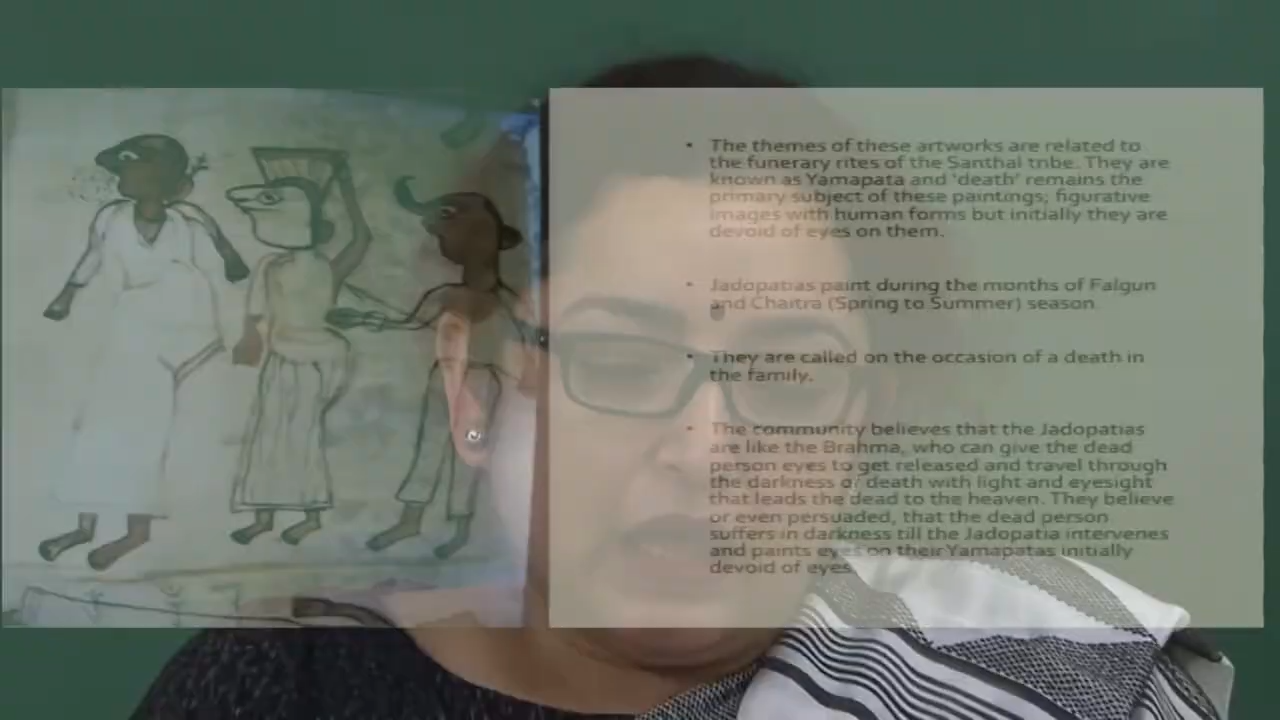 • The themes of these artworks are related to
the funerary rites of the Santhal tribe. They are
known as Yamapata and 'death' remains the
primary subject of these paintings; figurative
images with human forms but initially they are
devoid of eyes on them.
• Jadopatias paint during the months of Falgun
and Chaitra (Spring to Summer) season.
• They are called on the occasion of a death in
the family.
• The community believes that the Jadopatias
are like the Brahma, who can give the dead
person eyes to get released and travel through
the darkness of death with light and eyesight
that leads the dead to the heaven. They believe
or even persuaded, that the dead person
suffers in darkness till the Jadopatia intervenes
and paints eyes on their Yamapatas initially
devoid of eyes